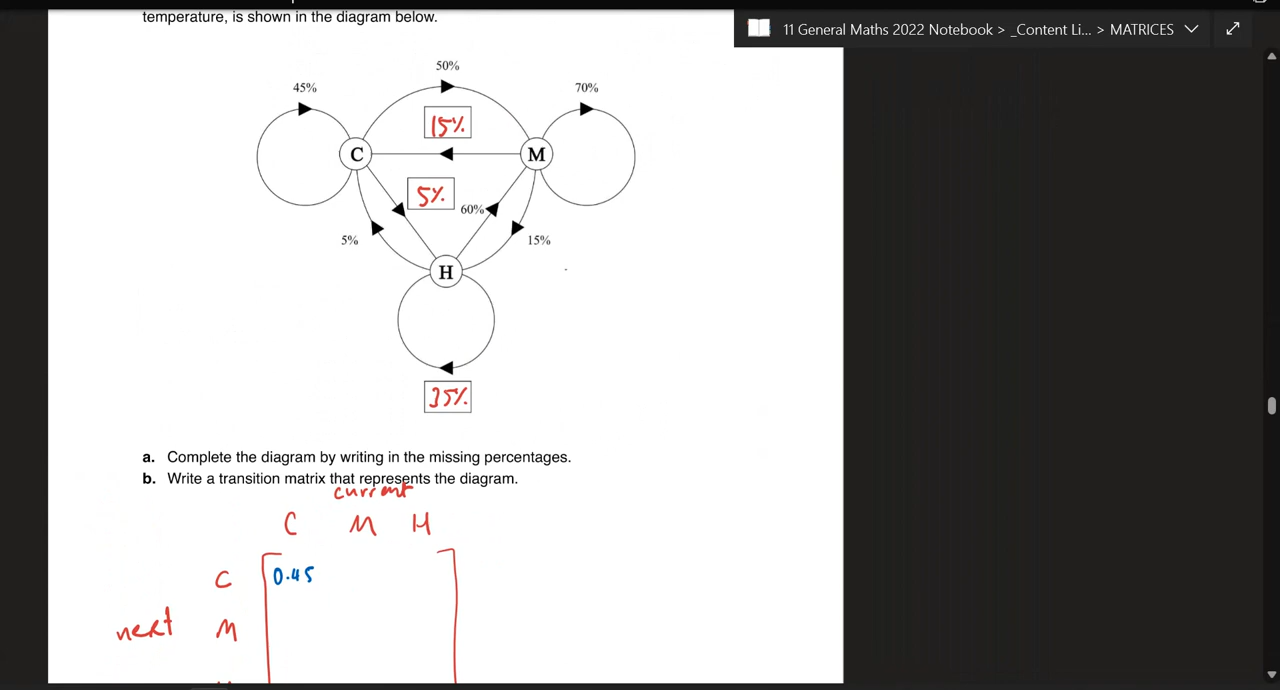 temperature, is shown in the diagram below.
11 General Maths 2022 Notebook > _Content Li... > MATRICES
50%
45%
70%
15%
C
M
5%
60%
5%
15%
H
35%
a. Complete the diagram by writing in the missing percentages.
b. Write a transition matrix that represents the diagram.
current
C M H
C 0.45
next M